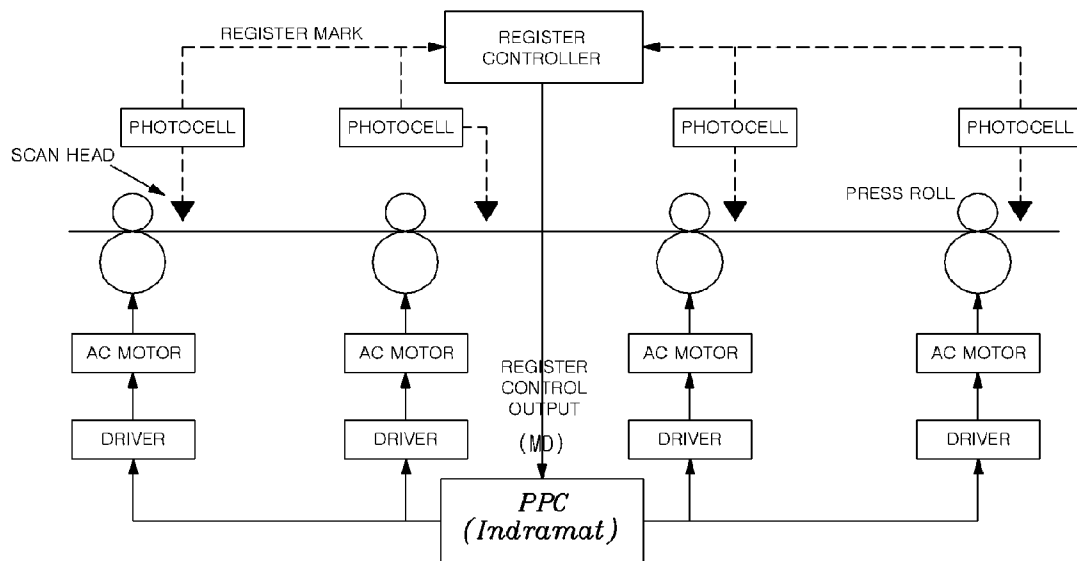 REGISTER MARK
REGISTER
CONTROLLER
PHOTOCELL
PHOTOCELL
PHOTOCELL
PHOTOCELL
SCAN HEAD
PRESS ROLL
AC MOTOR
AC MOTOR
AC MOTOR
AC MOTOR
REGISTER
CONTROL
OUTPUT
(MD)
DRIVER
DRIVER
DRIVER
DRIVER
PPC
(Indramat)